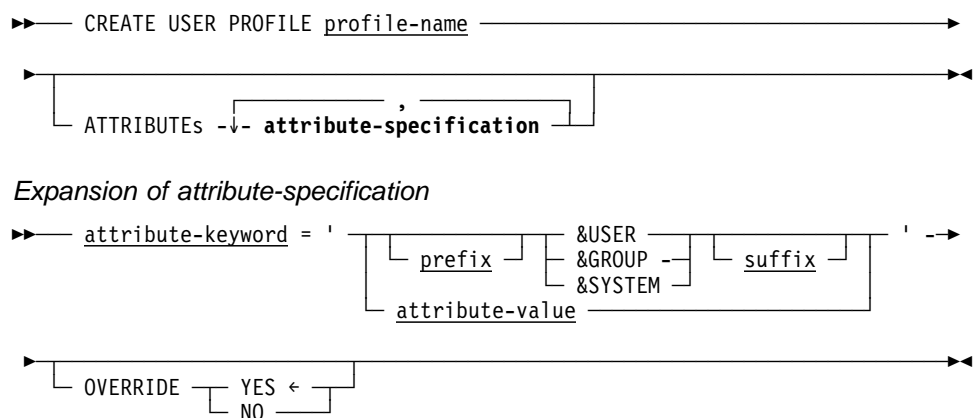 CREATE USER PROFILE profile-name
,
ATTRIBUTEs attribute-specification
Expansion of attribute-specification
attribute-keyword = ' prefix &USER suffix '
&GROUP
&SYSTEM
attribute-value
OVERRIDE YES ←
NO